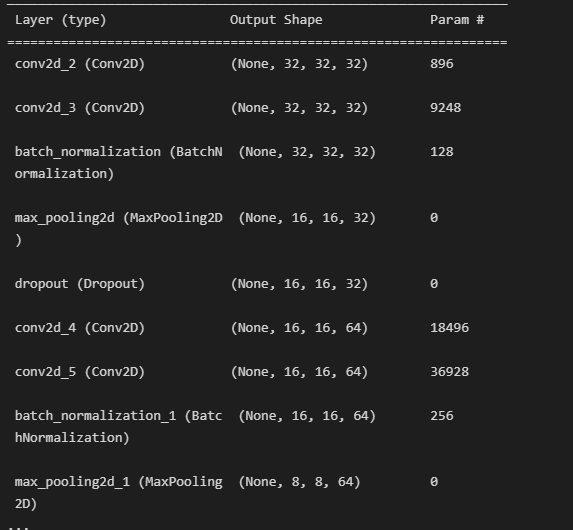 Layer (type) Output Shape Param #
=================================================================
conv2d_2 (Conv2D) (None, 32, 32, 32) 896
conv2d_3 (Conv2D) (None, 32, 32, 32) 9248
batch_normalization (BatchN (None, 32, 32, 32) 128
ormalization)
max_pooling2d (MaxPooling2D (None, 16, 16, 32) 0
)
dropout (Dropout) (None, 16, 16, 32) 0
conv2d_4 (Conv2D) (None, 16, 16, 64) 18496
conv2d_5 (Conv2D) (None, 16, 16, 64) 36928
batch_normalization_1 (Batc (None, 16, 16, 64) 256
hNormalization)
max_pooling2d_1 (MaxPooling (None, 8, 8, 64) 0
2D)
...